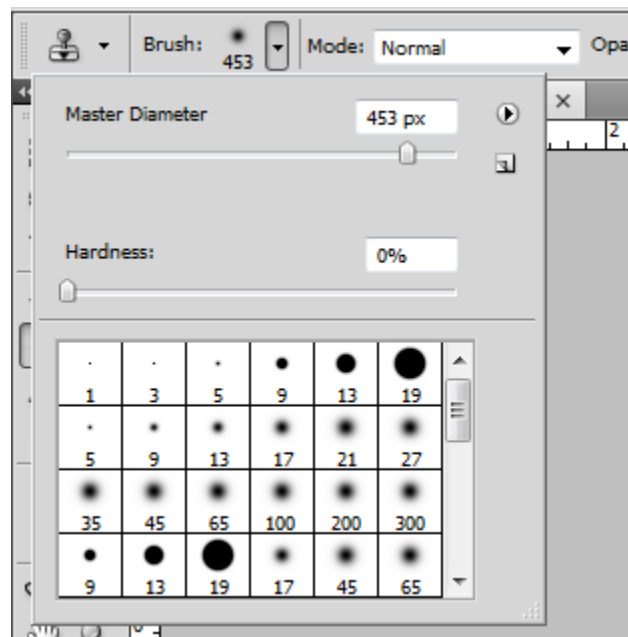 Brush: 453 Mode: Normal Opa
Master Diameter 453 px
2
Hardness: 0%
1 3 5 9 13 19
5 9 13 17 21 27
35 45 65 100 200 300
9 13 19 17 45 65